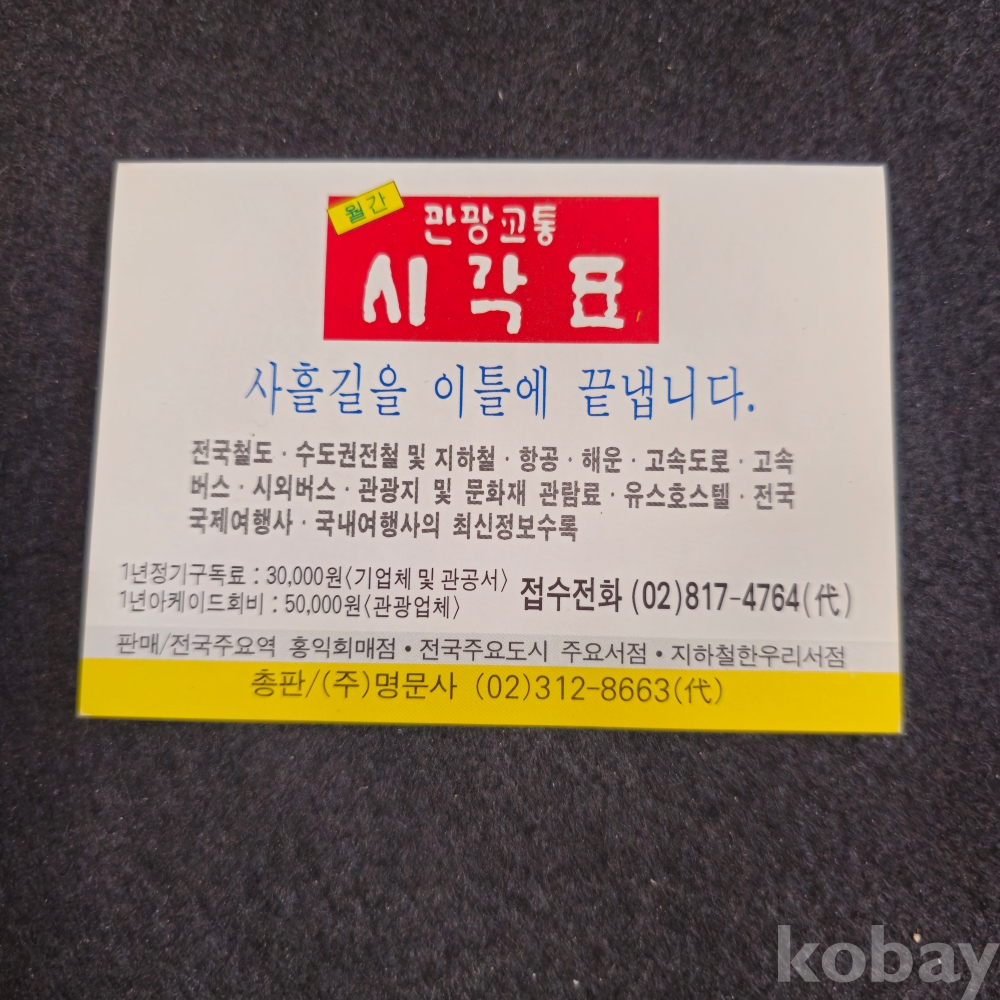 월간
관광교통
시각표
사흘길을 이틀에 끝냅니다.
전국철도·수도권전철 및 지하철·항공·해운·고속도로·고속
버스·시외버스·관광지 및 문화재 관람료·유스호스텔·전국
국제여행사·국내여행사의 최신정보수록
1년정기구독료 : 30,000원〈기업체 및 관공서〉
1년아케이드회비 : 50,000원〈관광업체〉
접수전화 (02)817-4764(代)
판매/전국주요역 홍익회매점•전국주요도시 주요서점•지하철한우리서점
총판/(주)명문사 (02)312-8663(代)
kobay